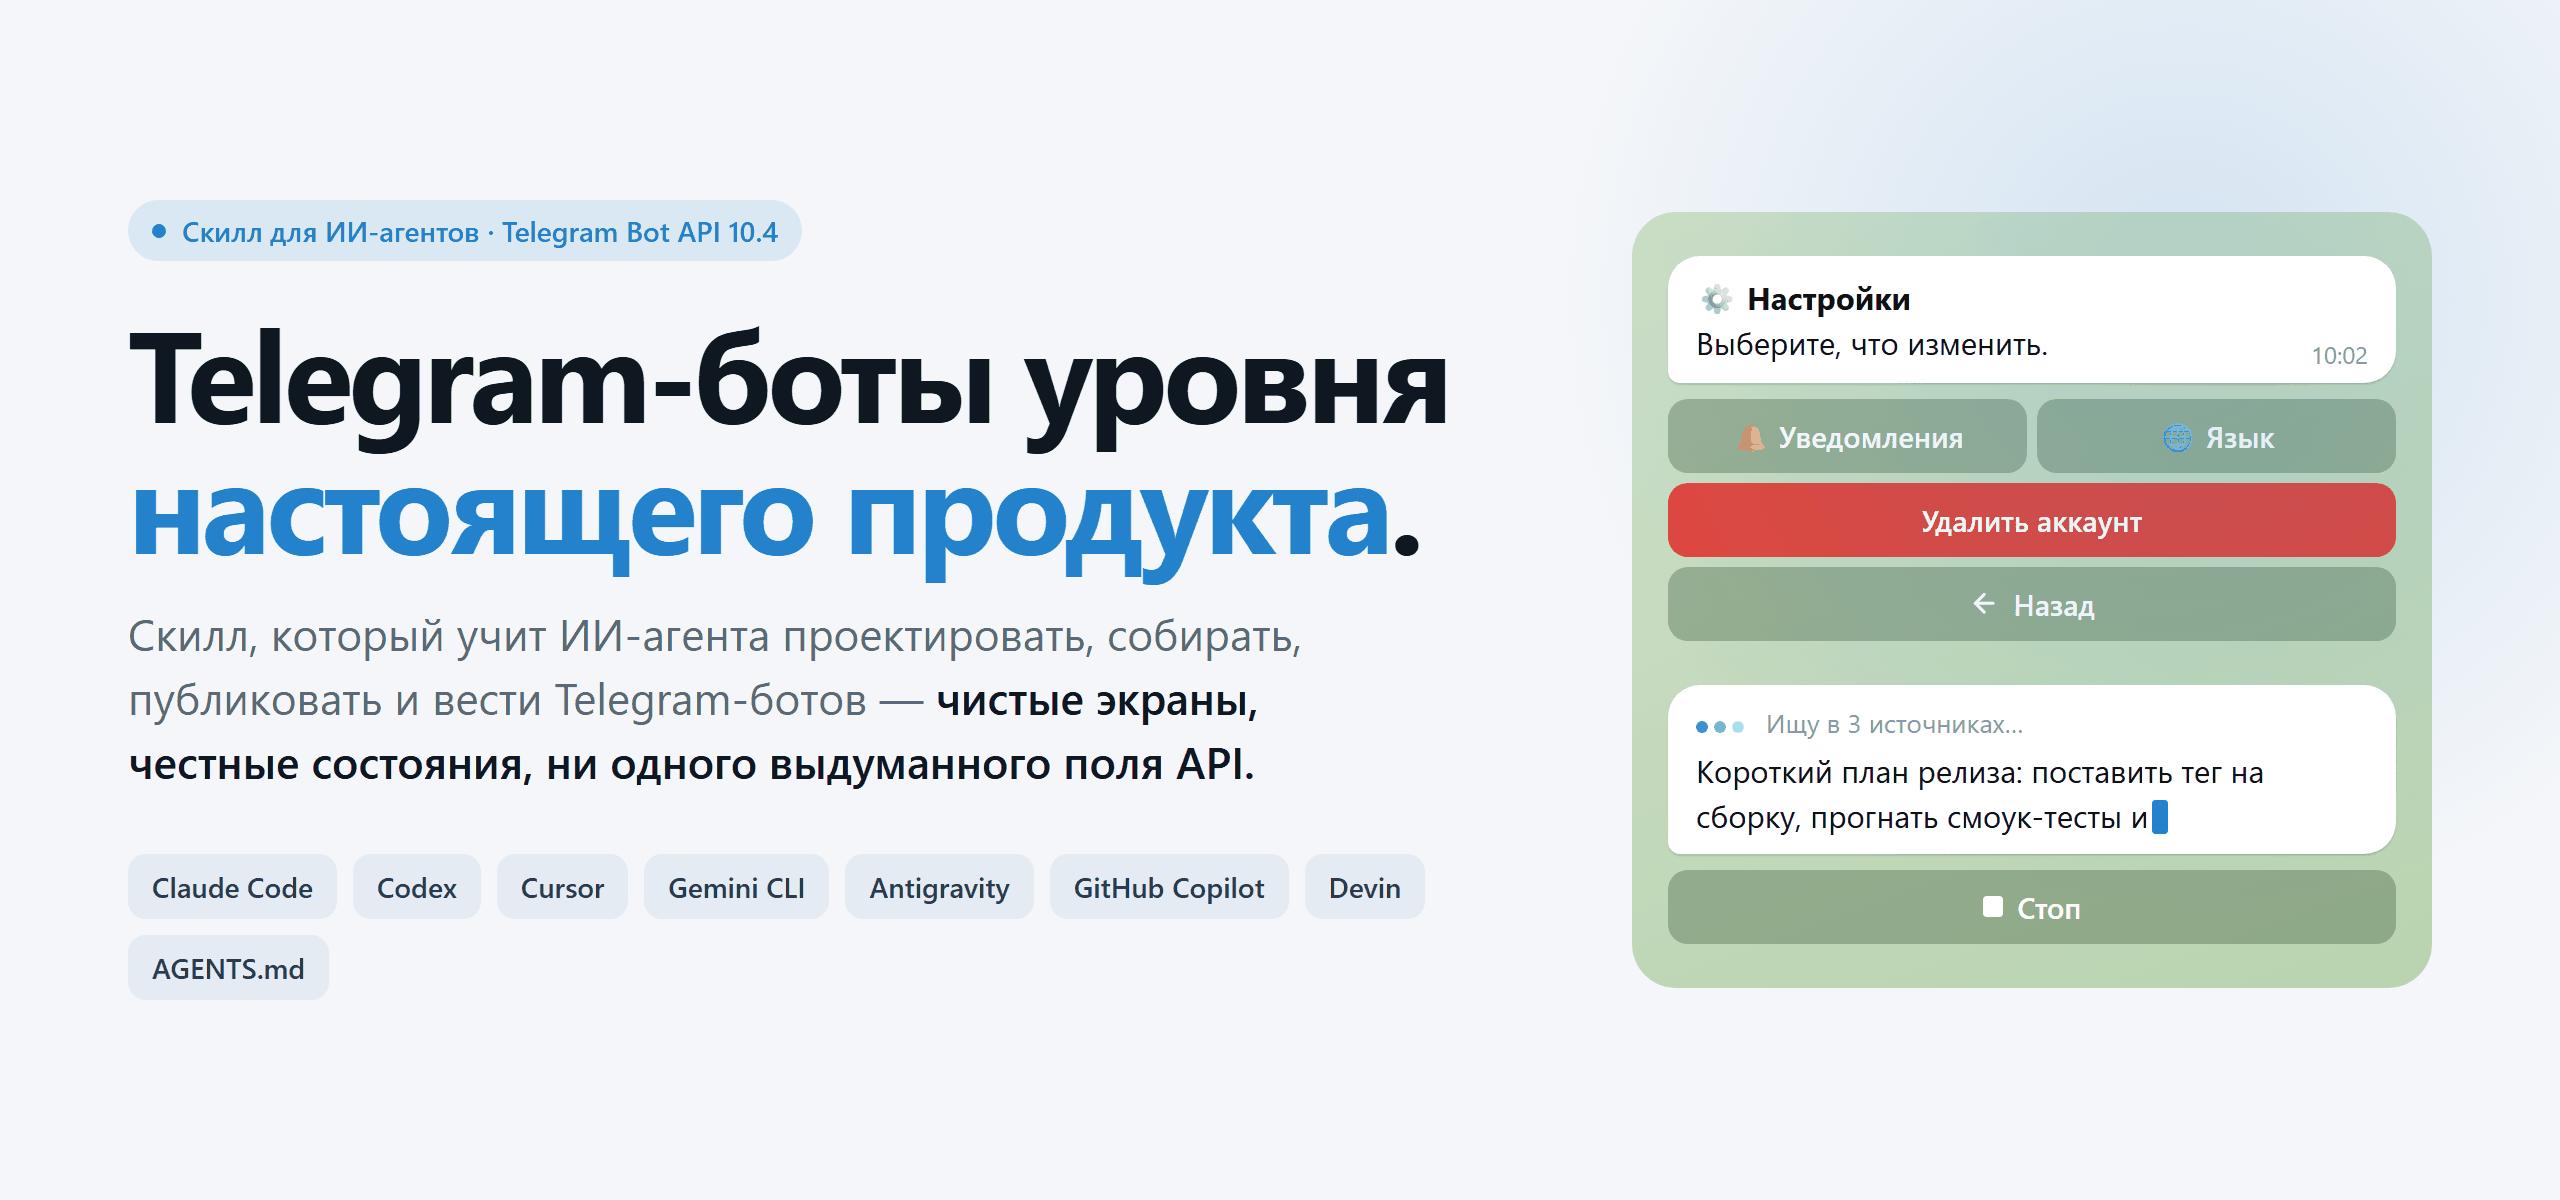 Скилл для ИИ-агентов · Telegram Bot API 10.4
Telegram-боты уровня
настоящего продукта.
Скилл, который учит ИИ-агента проектировать, собирать,
публиковать и вести Telegram-ботов — чистые экраны,
честные состояния, ни одного выдуманного поля API.
Claude Code
Codex
Cursor
Gemini CLI
Antigravity
GitHub Copilot
Devin
AGENTS.md
⚙️ Настройки
Выберите, что изменить.
10:02
🔔 Уведомления
🌐 Язык
Удалить аккаунт
← Назад
Ищу в 3 источниках...
Короткий план релиза: поставить тег на
сборку, прогнать смоук-тесты и
Стоп